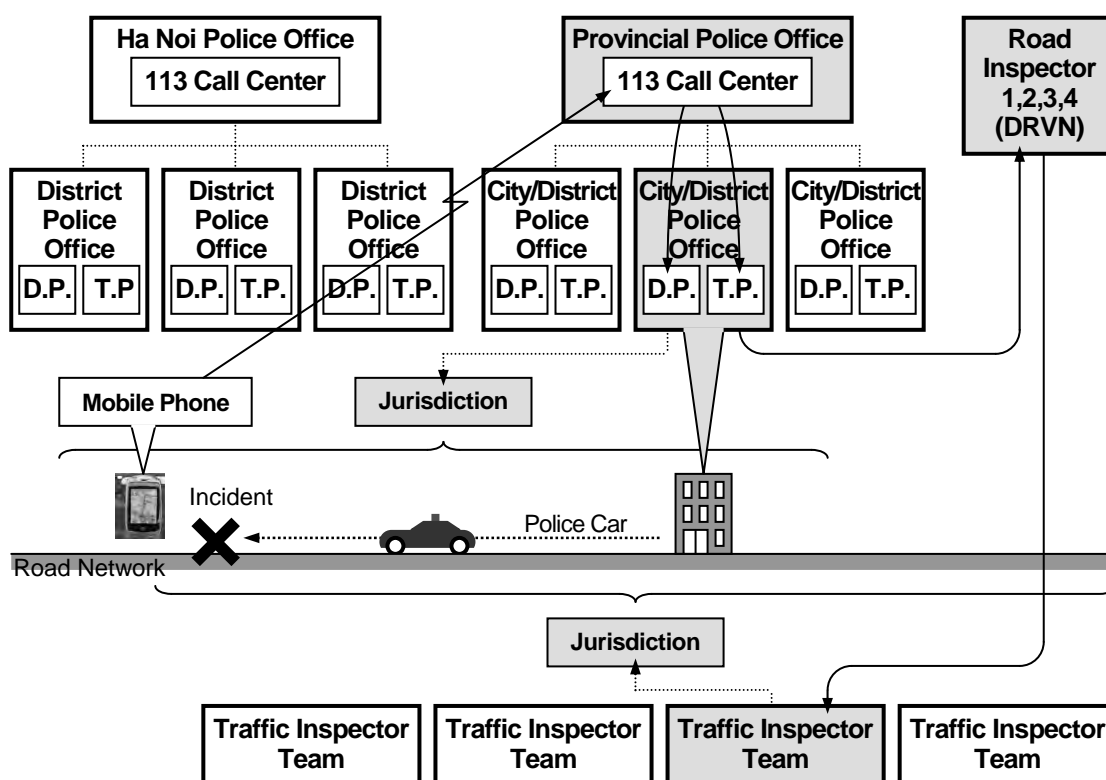 Ha Noi Police Office
113 Call Center
Provincial Police Office
113 Call Center
Road
Inspector
1,2,3,4
(DRVN)
District
Police
Office
D.P.
T.P
District
Police
Office
D.P.
T.P.
District
Police
Office
D.P.
T.P.
City/District
Police
Office
D.P.
T.P.
City/District
Police
Office
D.P.
T.P.
City/District
Police
Office
D.P.
T.P.
Mobile Phone
Jurisdiction
Incident
Police Car
Road Network
Jurisdiction
Traffic Inspector
Team
Traffic Inspector
Team
Traffic Inspector
Team
Traffic Inspector
Team